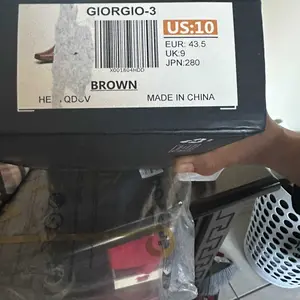 GIORGIO-3
US:10
EUR: 43.5
UK:9
JPN:280
BROWN
MADE IN CHINA